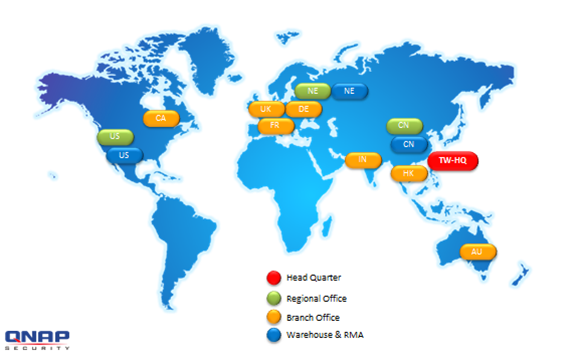 NE NE
UK DE
CA
FR
US
CN
US
CN
IN
TW-HQ
HK
AU
Head Quarter
Regional Office
Branch Office
Warehouse & RMA
QNAP
SECURITY